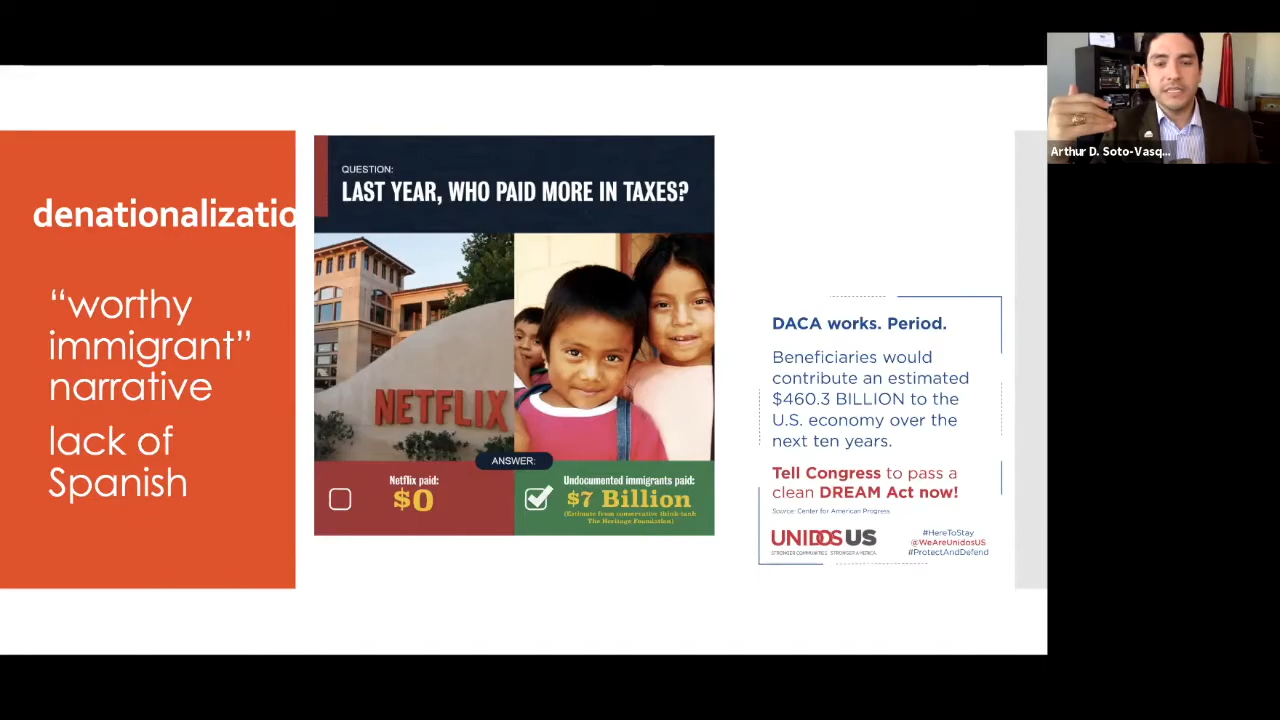 denationalizatio
“worthy
immigrant”
narrative
lack of
Spanish
QUESTION:
LAST YEAR, WHO PAID MORE IN TAXES?
NETFLIX
ANSWER:
Netflix paid:
$0
Undocumented immigrants paid:
$7 Billion
(Estimate from conservative think-tank
The Heritage Foundation)
DACA works. Period.
Beneficiaries would
contribute an estimated
$460.3 BILLION to the
U.S. economy over the
next ten years.
Tell Congress to pass a
clean DREAM Act now!
Source: Center for American Progress
UNIDOSUS
STRONGER COMMUNITIES. STRONGER AMERICA.
#HereToStay
@WeAreUnidosUS
#ProtectAndDefend
Arthur D. Soto-Vasq...